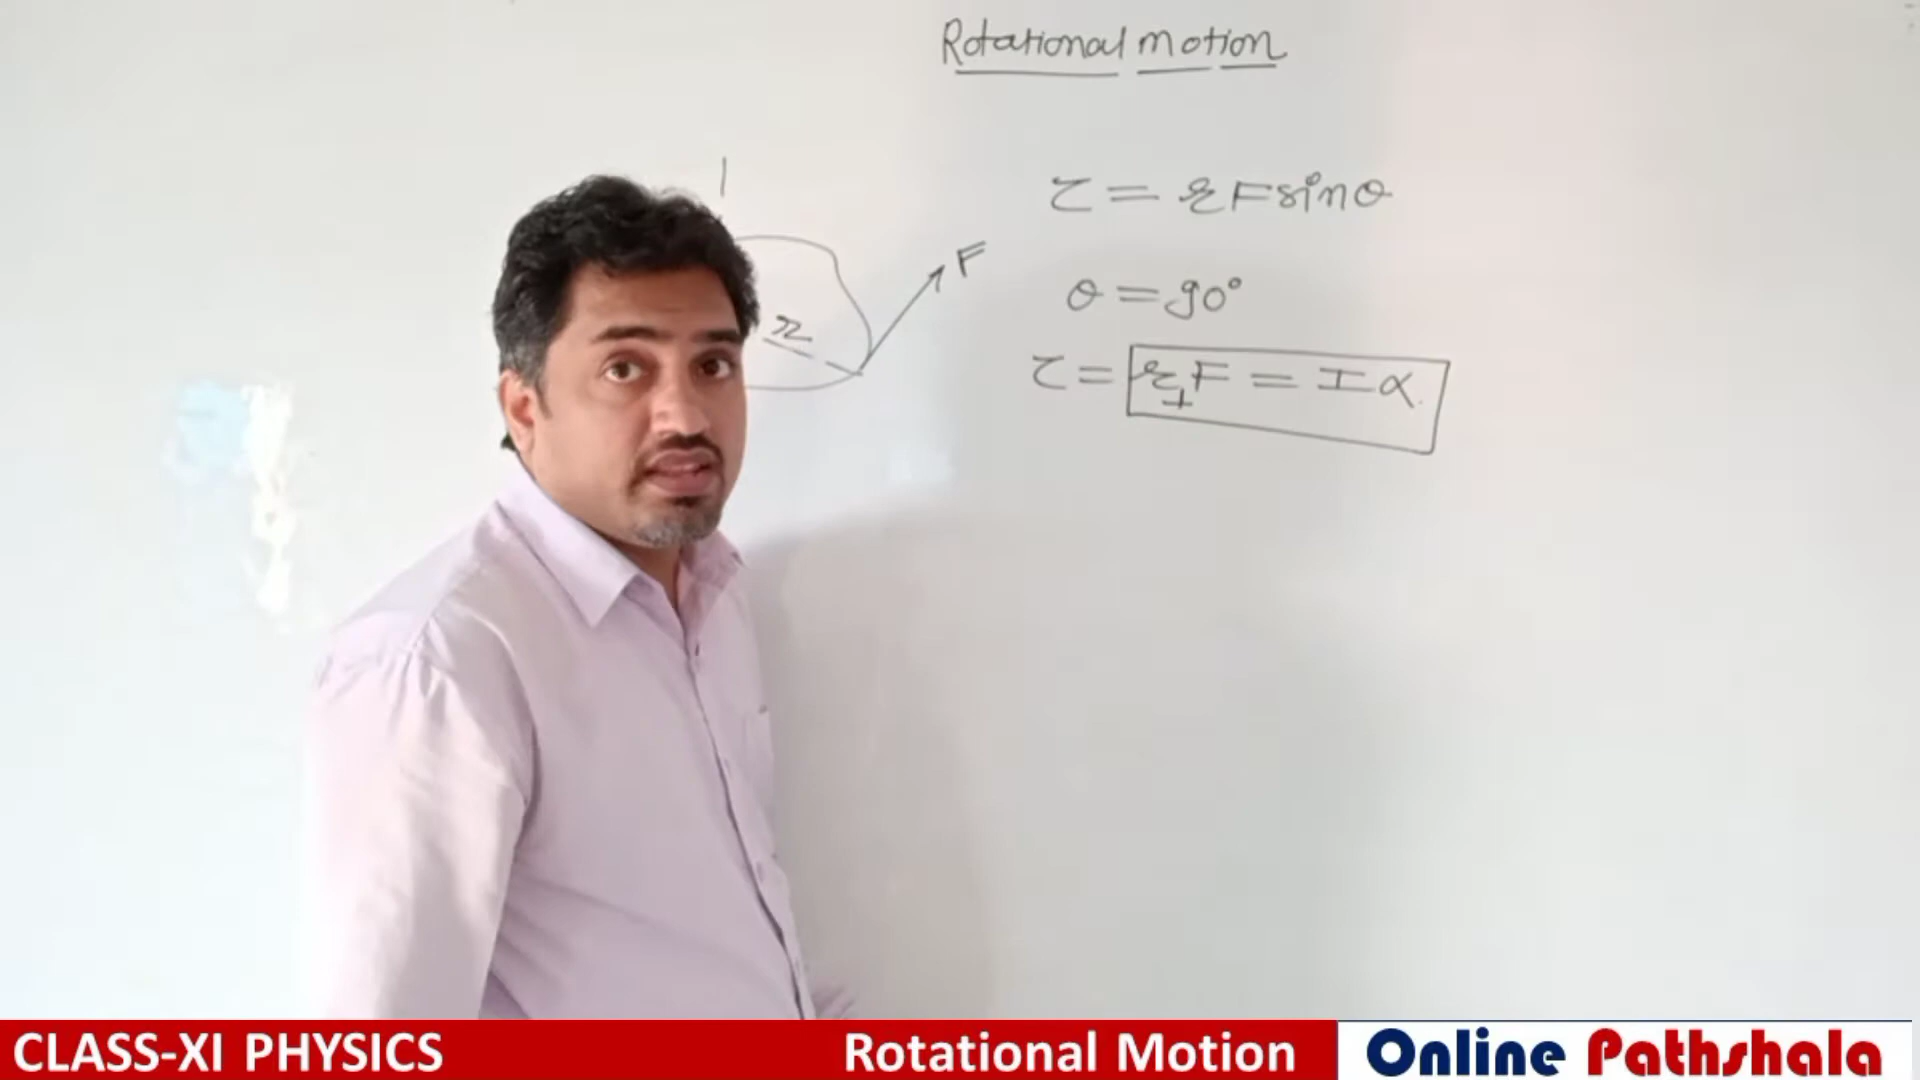 Rotational motion
τ = rF sinθ
F
θ = 90°
r
τ = r⊥F = Iα
CLASS-XI PHYSICS Rotational Motion Online Pathshala